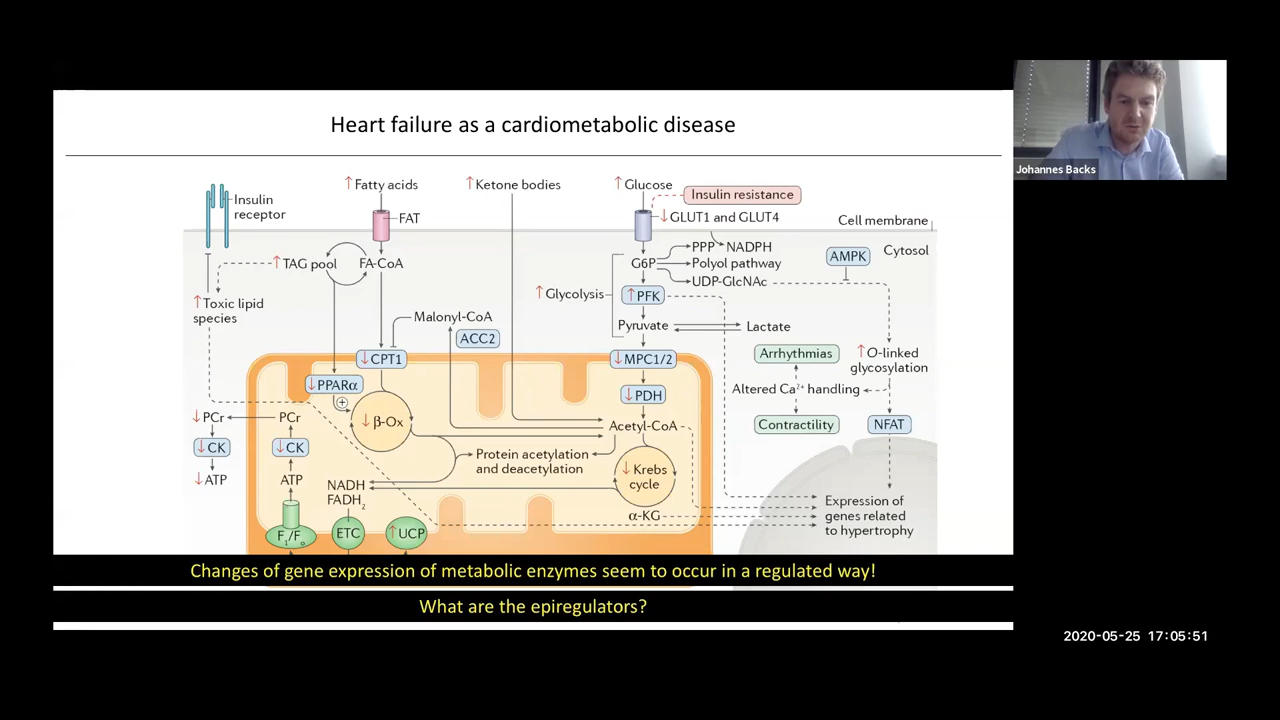 Heart failure as a cardiometabolic disease
Johannes Backs
↑Fatty acids
↑Ketone bodies
↑Glucose
Insulin resistance
Insulin
receptor
FAT
↓GLUT1 and GLUT4
Cell membrane
PPP
NADPH
Cytosol
↑TAG pool
FA-CoA
G6P
Polyol pathway
AMPK
UDP-GlcNAc
↑Glycolysis
↑PFK
↑Toxic lipid
species
Malonyl-CoA
Pyruvate
Lactate
ACC2
↓CPT1
↓MPC1/2
Arrhythmias
↑O-linked
glycosylation
↓PPARα
+
↓PDH
Altered Ca²⁺ handling
↓PCr
PCr
↓β-Ox
Acetyl-CoA
Contractility
NFAT
↓CK
↓CK
Protein acetylation
and deacetylation
↓Krebs
cycle
↓ATP
ATP
NADH
FADH₂
α-KG
Expression of
genes related
to hypertrophy
F₁/Fₒ
ETC
↑UCP
Changes of gene expression of metabolic enzymes seem to occur in a regulated way!
What are the epiregulators?
2020-05-25 17:05:51